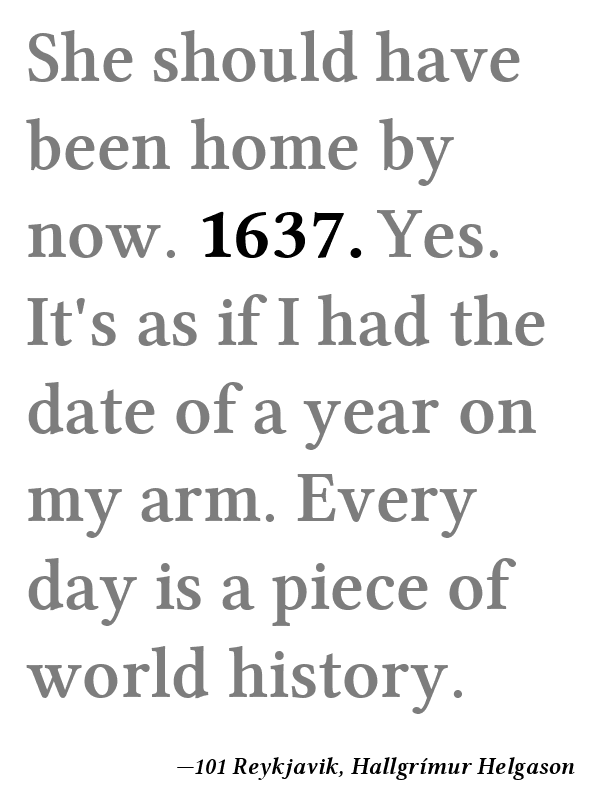 She should have
been home by
now. 1637. Yes.
It's as if I had the
date of a year on
my arm. Every
day is a piece of
world history.
—101 Reykjavik, Hallgrímur Helgason